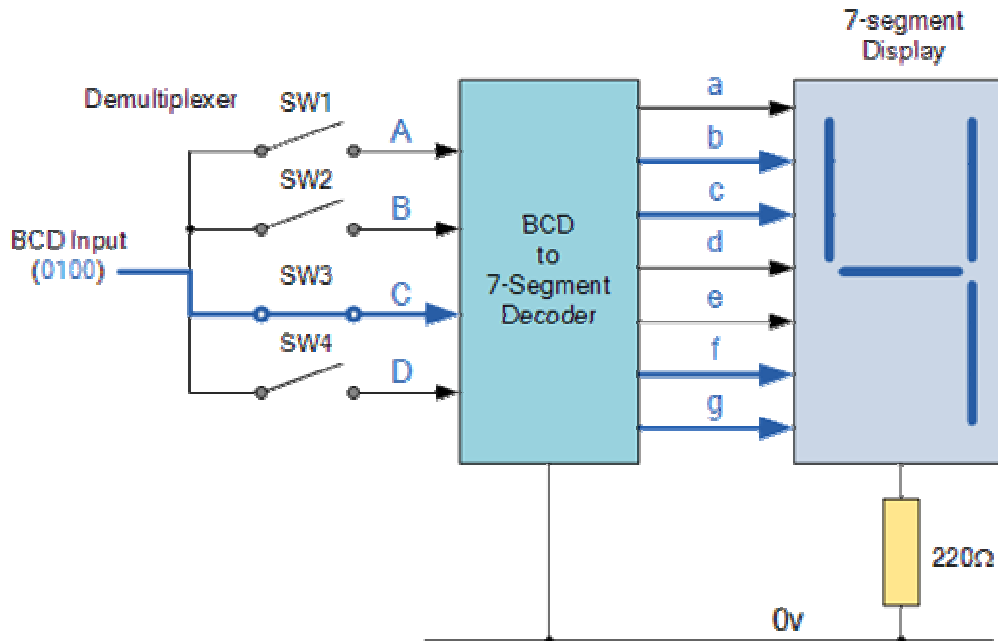 7-segment
Display
Demultiplexer
SW1
A
a
SW2
B
b
BCD Input
(0100)
SW3
C
c
SW4
D
d
BCD
to
7-Segment
Decoder
e
f
g
220Ω
0v